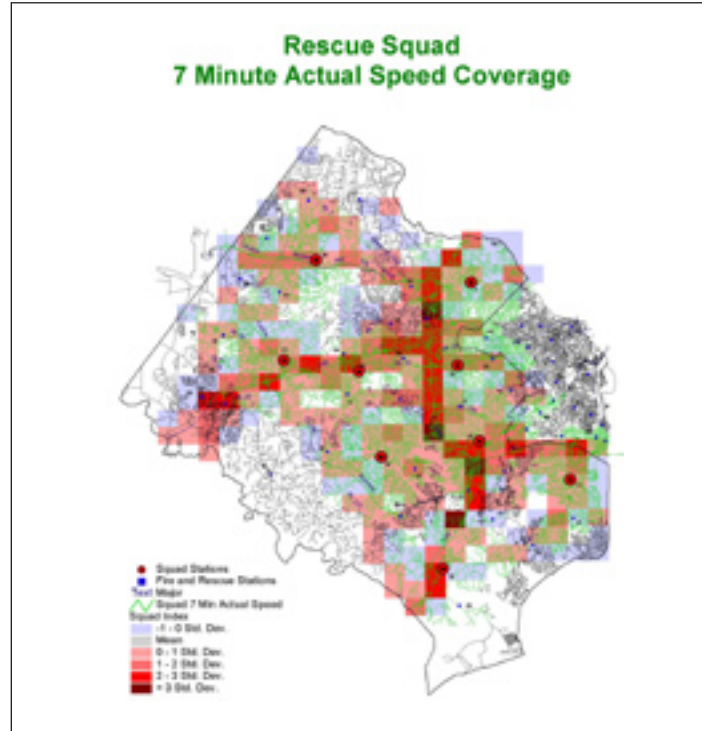 Rescue Squad
7 Minute Actual Speed Coverage
Squad Stations
Fire and Rescue Stations
Text Major
Squad 7 Min Actual Speed
Squad Index
-1 - 0 Std. Dev.
Mean
0 - 1 Std. Dev.
1 - 2 Std. Dev.
2 - 3 Std. Dev.
> 3 Std. Dev.